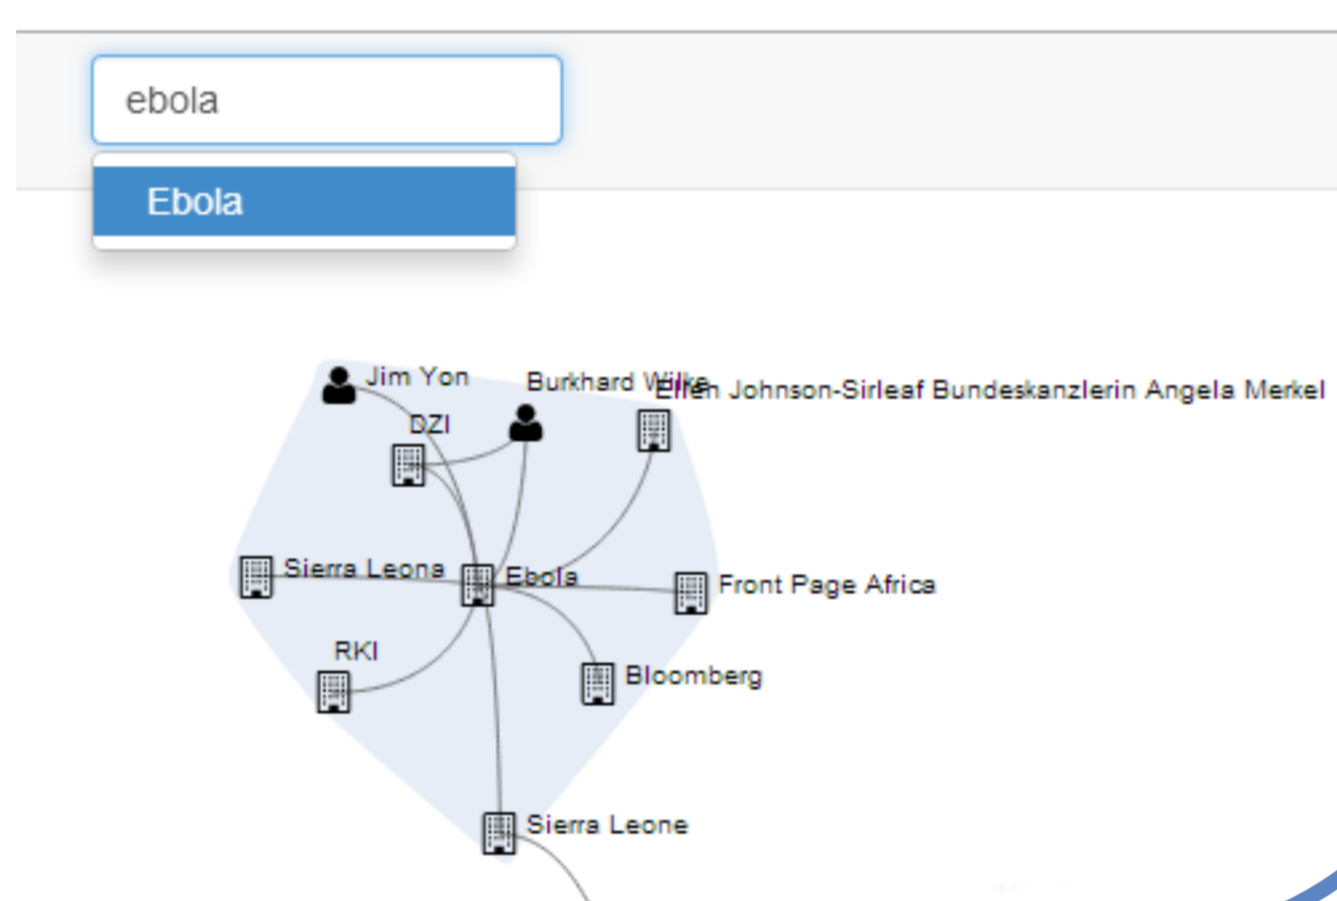 ebola
Ebola
Jim Yon
Burkhard Wilke
Ellen Johnson-Sirleaf Bundeskanzlerin Angela Merkel
DZI
Sierra Leona
Ebola
Front Page Africa
RKI
Bloomberg
Sierra Leone